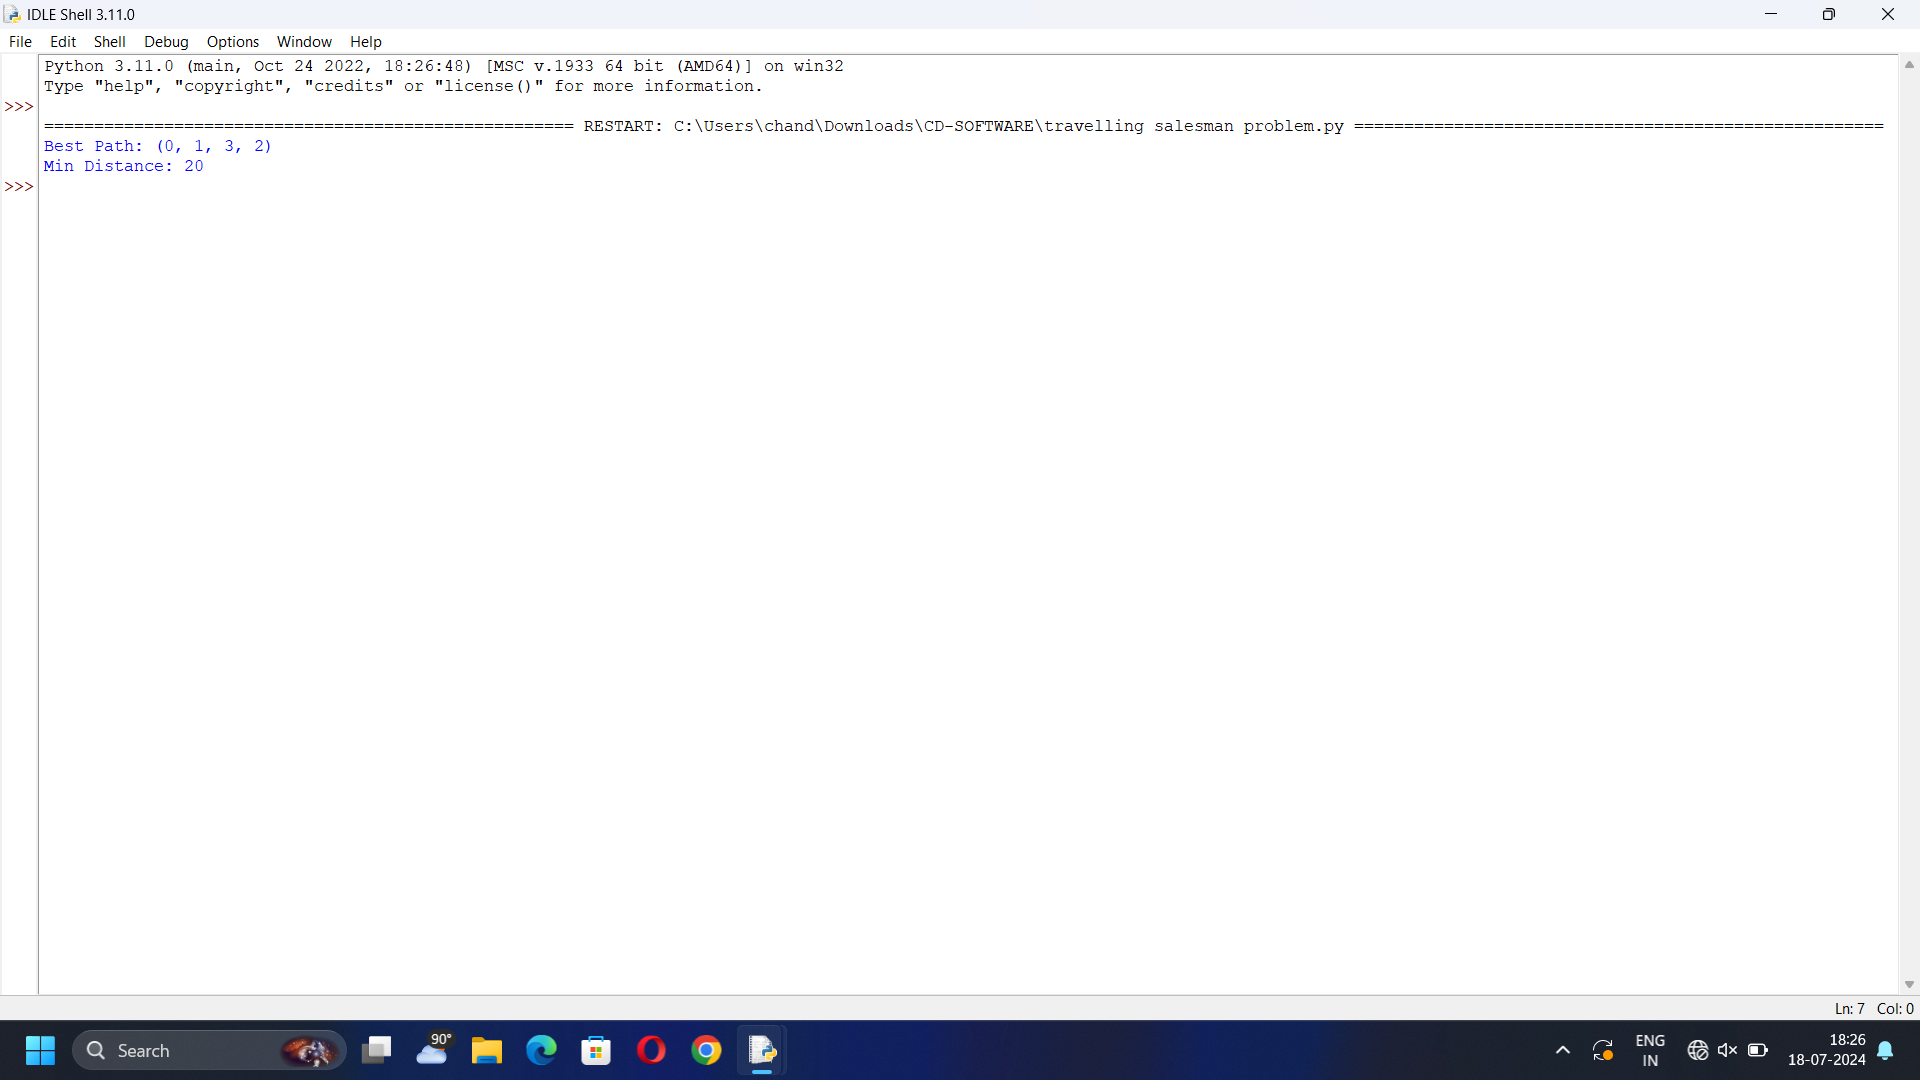 IDLE Shell 3.11.0
File Edit Shell Debug Options Window Help
Python 3.11.0 (main, Oct 24 2022, 18:26:48) [MSC v.1933 64 bit (AMD64)] on win32
Type "help", "copyright", "credits" or "license()" for more information.
>>>
===================================================== RESTART: C:\Users\chand\Downloads\CD-SOFTWARE\travelling salesman problem.py =====================================================
Best Path: (0, 1, 3, 2)
Min Distance: 20
>>>
Ln: 7 Col: 0
Search
90°
ENG
IN
18:26
18-07-2024